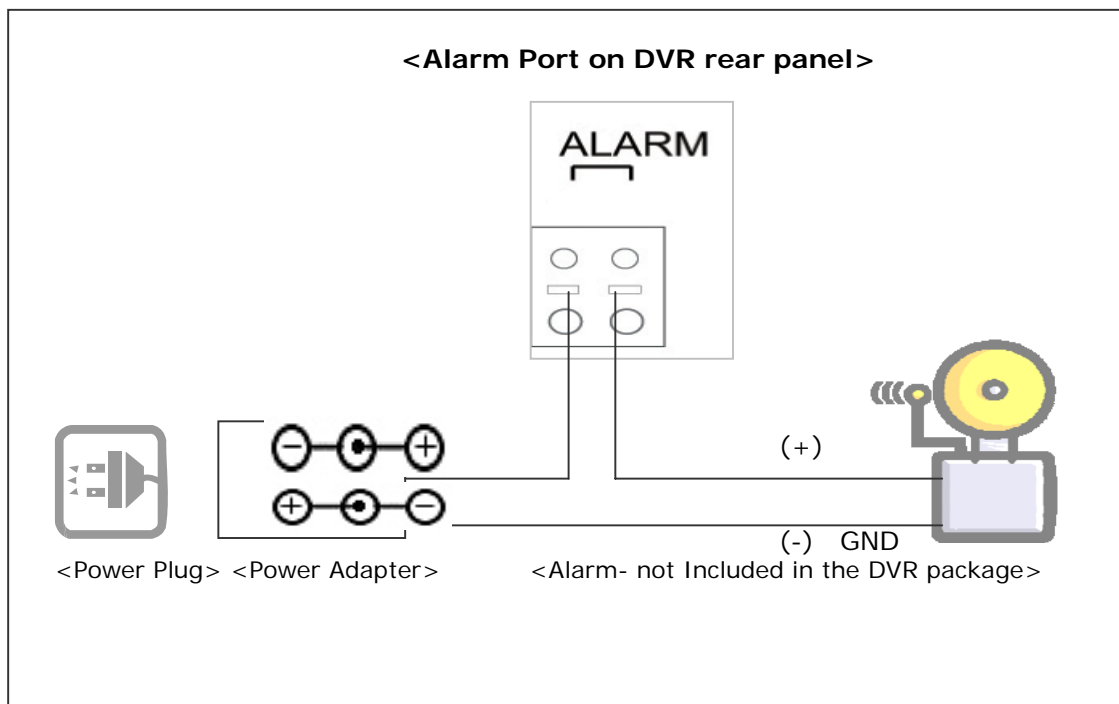 <Alarm Port on DVR rear panel>
ALARM
(+)
(-) GND
<Power Plug> <Power Adapter> <Alarm- not Included in the DVR package>